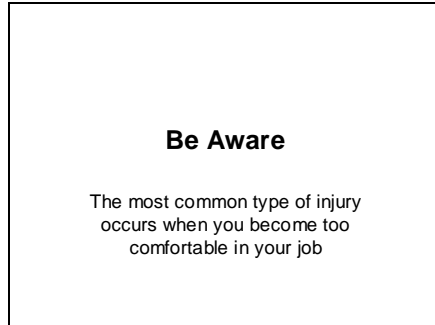 Be Aware
The most common type of injury
occurs when you become too
comfortable in your job